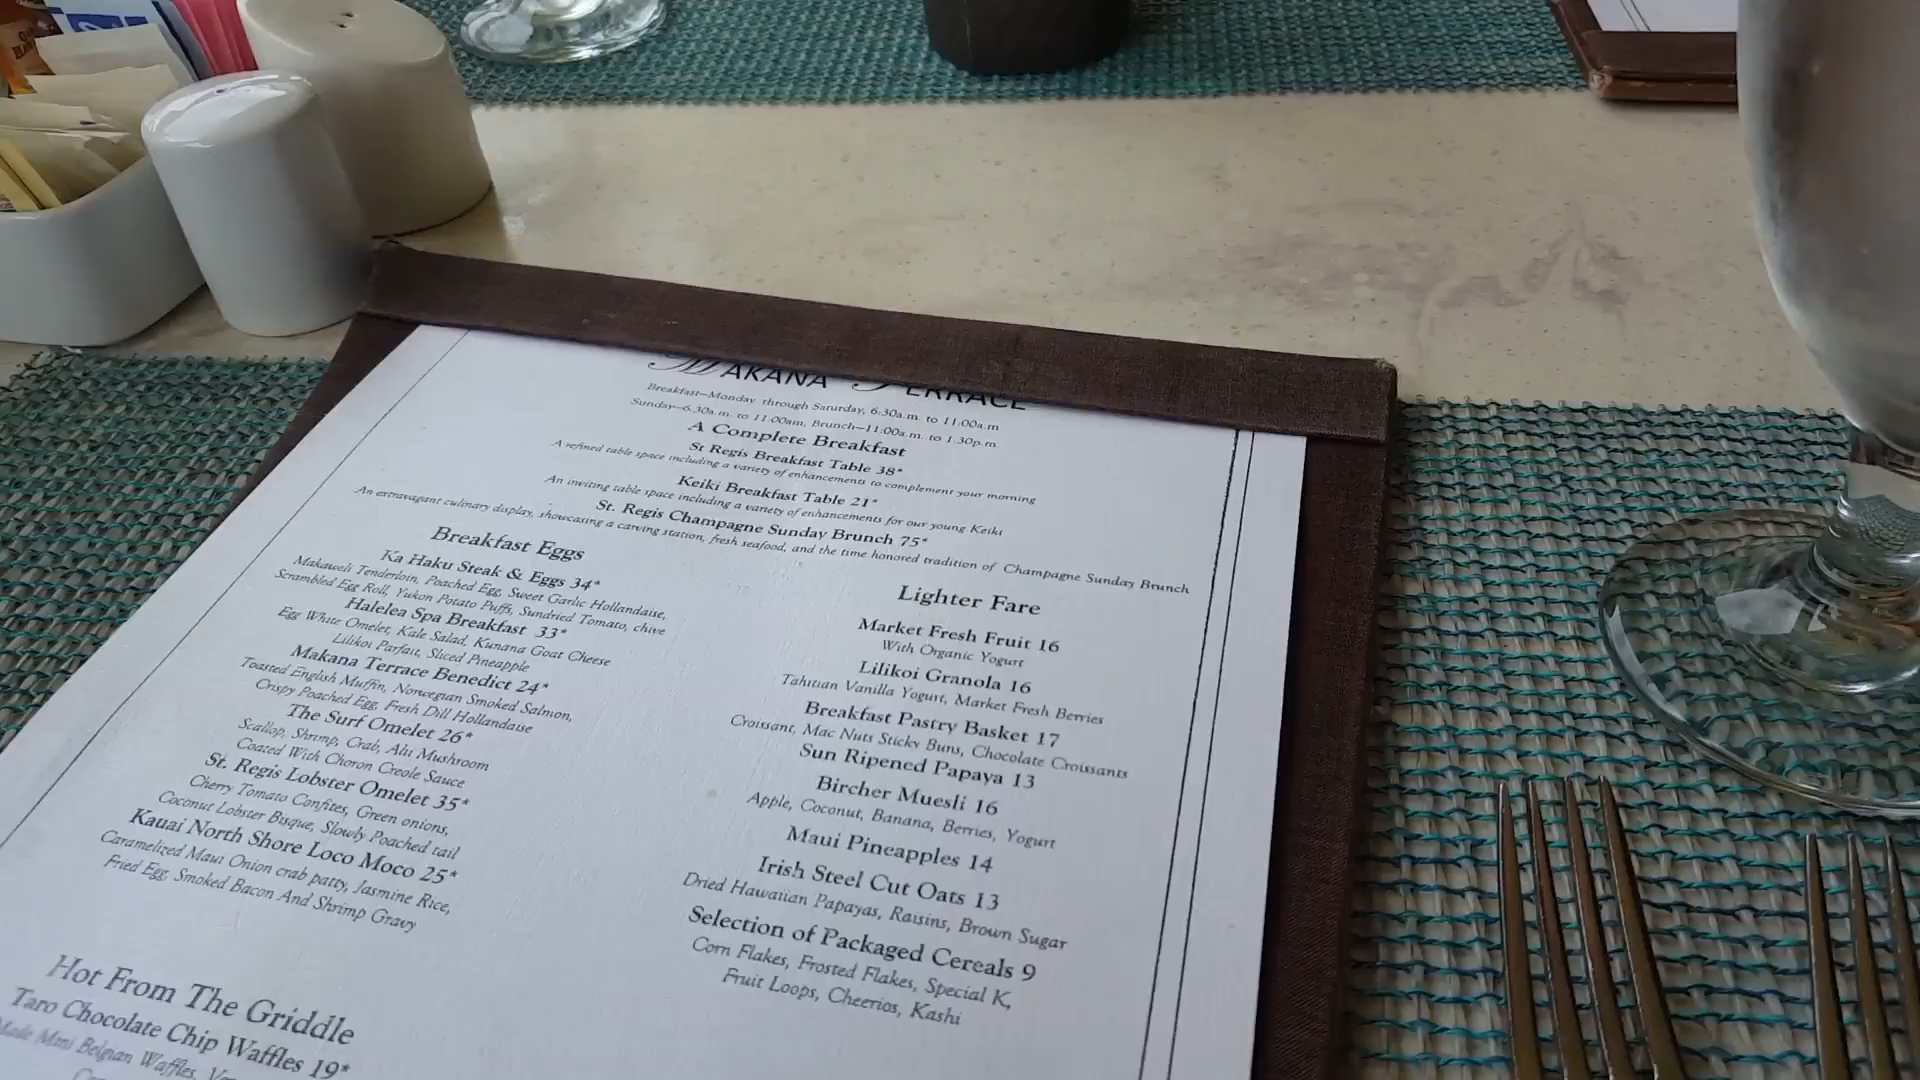 MAKANA TERRACE
Breakfast—Monday through Saturday, 6:30a.m. to 11:00a.m
Sunday—6.30a.m. to 11:00am, Brunch—11:00a.m. to 1.30p.m.
A Complete Breakfast
St Regis Breakfast Table 38*
A refined table space including a variety of enhancements to complement your morning
Keiki Breakfast Table 21*
An inviting table space including a variety of enhancements for our young Keiki
St. Regis Champagne Sunday Brunch 75*
An extravagant culinary display, showcasing a carving station, fresh seafood, and the time honored tradition of Champagne Sunday Brunch
Breakfast Eggs
Ka Haku Steak & Eggs 34*
Makaweli Tenderloin, Poached Egg, Sweet Garlic Hollandaise,
Scrambled Egg Roll, Yukon Potato Puffs, Sundried Tomato, chive
Halelea Spa Breakfast 33*
Egg White Omelet, Kale Salad, Kunana Goat Cheese
Lilikoi Parfait, Sliced Pineapple
Makana Terrace Benedict 24*
Toasted English Muffin, Norwegian Smoked Salmon,
Crispy Poached Egg, Fresh Dill Hollandaise
The Surf Omelet 26*
Scallop, Shrimp, Crab, Alii Mushroom
Coated With Choron Creole Sauce
St. Regis Lobster Omelet 35*
Cherry Tomato Confites, Green onions,
Coconut Lobster Bisque, Slowly Poached tail
Kauai North Shore Loco Moco 25*
Caramelized Maui Onion crab patty, Jasmine Rice,
Fried Egg, Smoked Bacon And Shrimp Gravy
Hot From The Griddle
Taro Chocolate Chip Waffles 19*
Made Mini Belgian Waffles,
Lighter Fare
Market Fresh Fruit 16
With Organic Yogurt
Lilikoi Granola 16
Tahitian Vanilla Yogurt, Market Fresh Berries
Breakfast Pastry Basket 17
Croissant, Mac Nuts Sticky Buns, Chocolate Croissants
Sun Ripened Papaya 13
Bircher Muesli 16
Apple, Coconut, Banana, Berries, Yogurt
Maui Pineapples 14
Irish Steel Cut Oats 13
Dried Hawaiian Papayas, Raisins, Brown Sugar
Selection of Packaged Cereals 9
Corn Flakes, Frosted Flakes, Special K,
Fruit Loops, Cheerios, Kashi